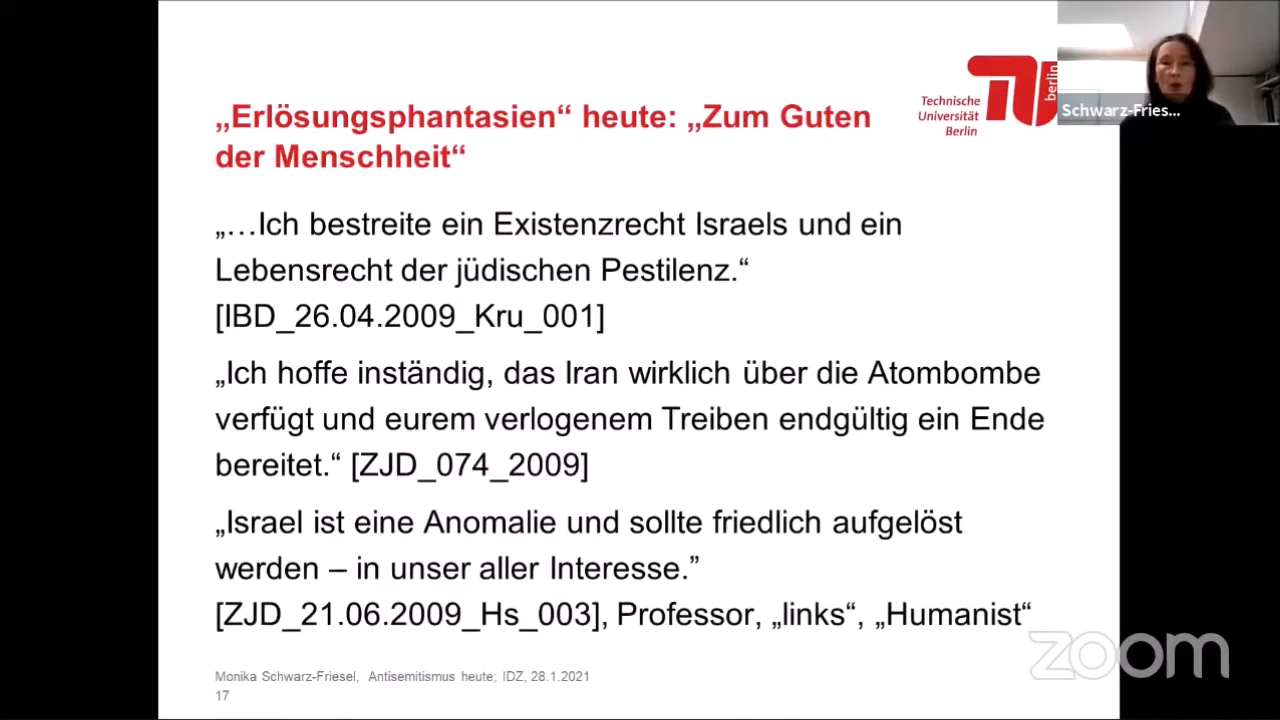 „Erlösungsphantasien“ heute: „Zum Guten
der Menschheit“
Technische
Universität
Berlin
berlin
Schwarz-Fries...
„…Ich bestreite ein Existenzrecht Israels und ein
Lebensrecht der jüdischen Pestilenz.“
[IBD_26.04.2009_Kru_001]
„Ich hoffe inständig, das Iran wirklich über die Atombombe
verfügt und eurem verlogenem Treiben endgültig ein Ende
bereitet.“ [ZJD_074_2009]
„Israel ist eine Anomalie und sollte friedlich aufgelöst
werden – in unser aller Interesse.”
[ZJD_21.06.2009_Hs_003], Professor, „links“, „Humanist“
Monika Schwarz-Friesel, Antisemitismus heute; IDZ, 28.1.2021
17
zoom